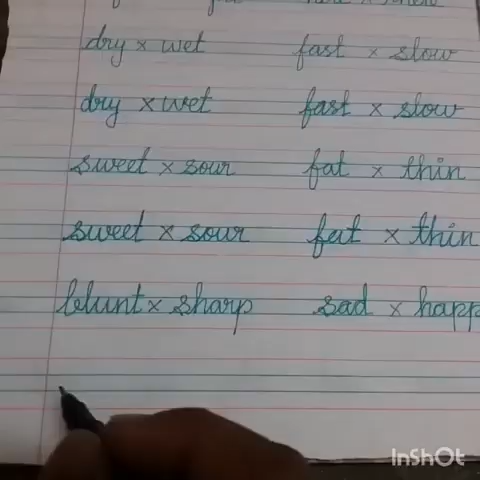 dry × wet fast × slow
dry × wet fast × slow
sweet × sour fat × thin
sweet × sour fat × thin
blunt × sharp sad × happ
InShOt